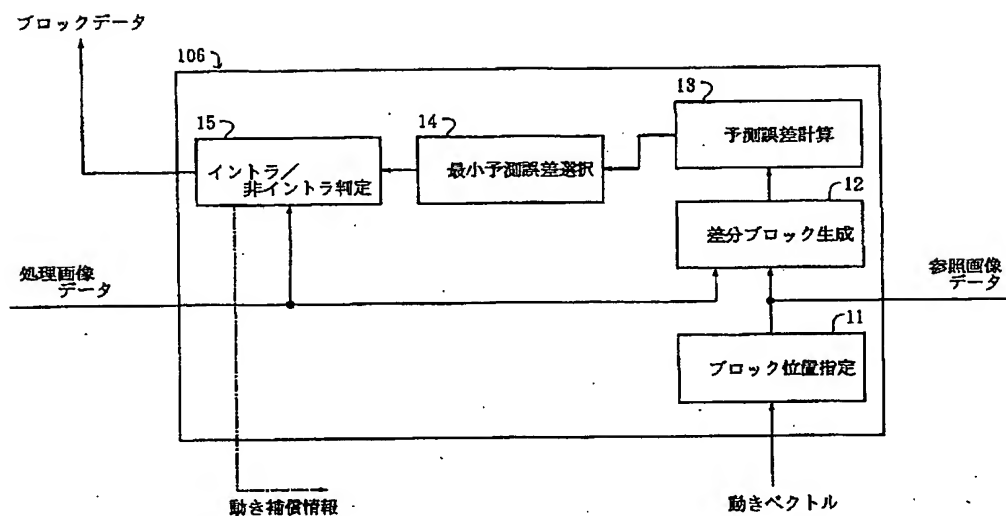 ブロックデータ
106
13
予測誤差計算
15
イントラ／
非イントラ判定
14
最小予測誤差選択
12
差分ブロック生成
処理画像
データ
参照画像
データ
11
ブロック位置指定
動き補償情報
動きベクトル